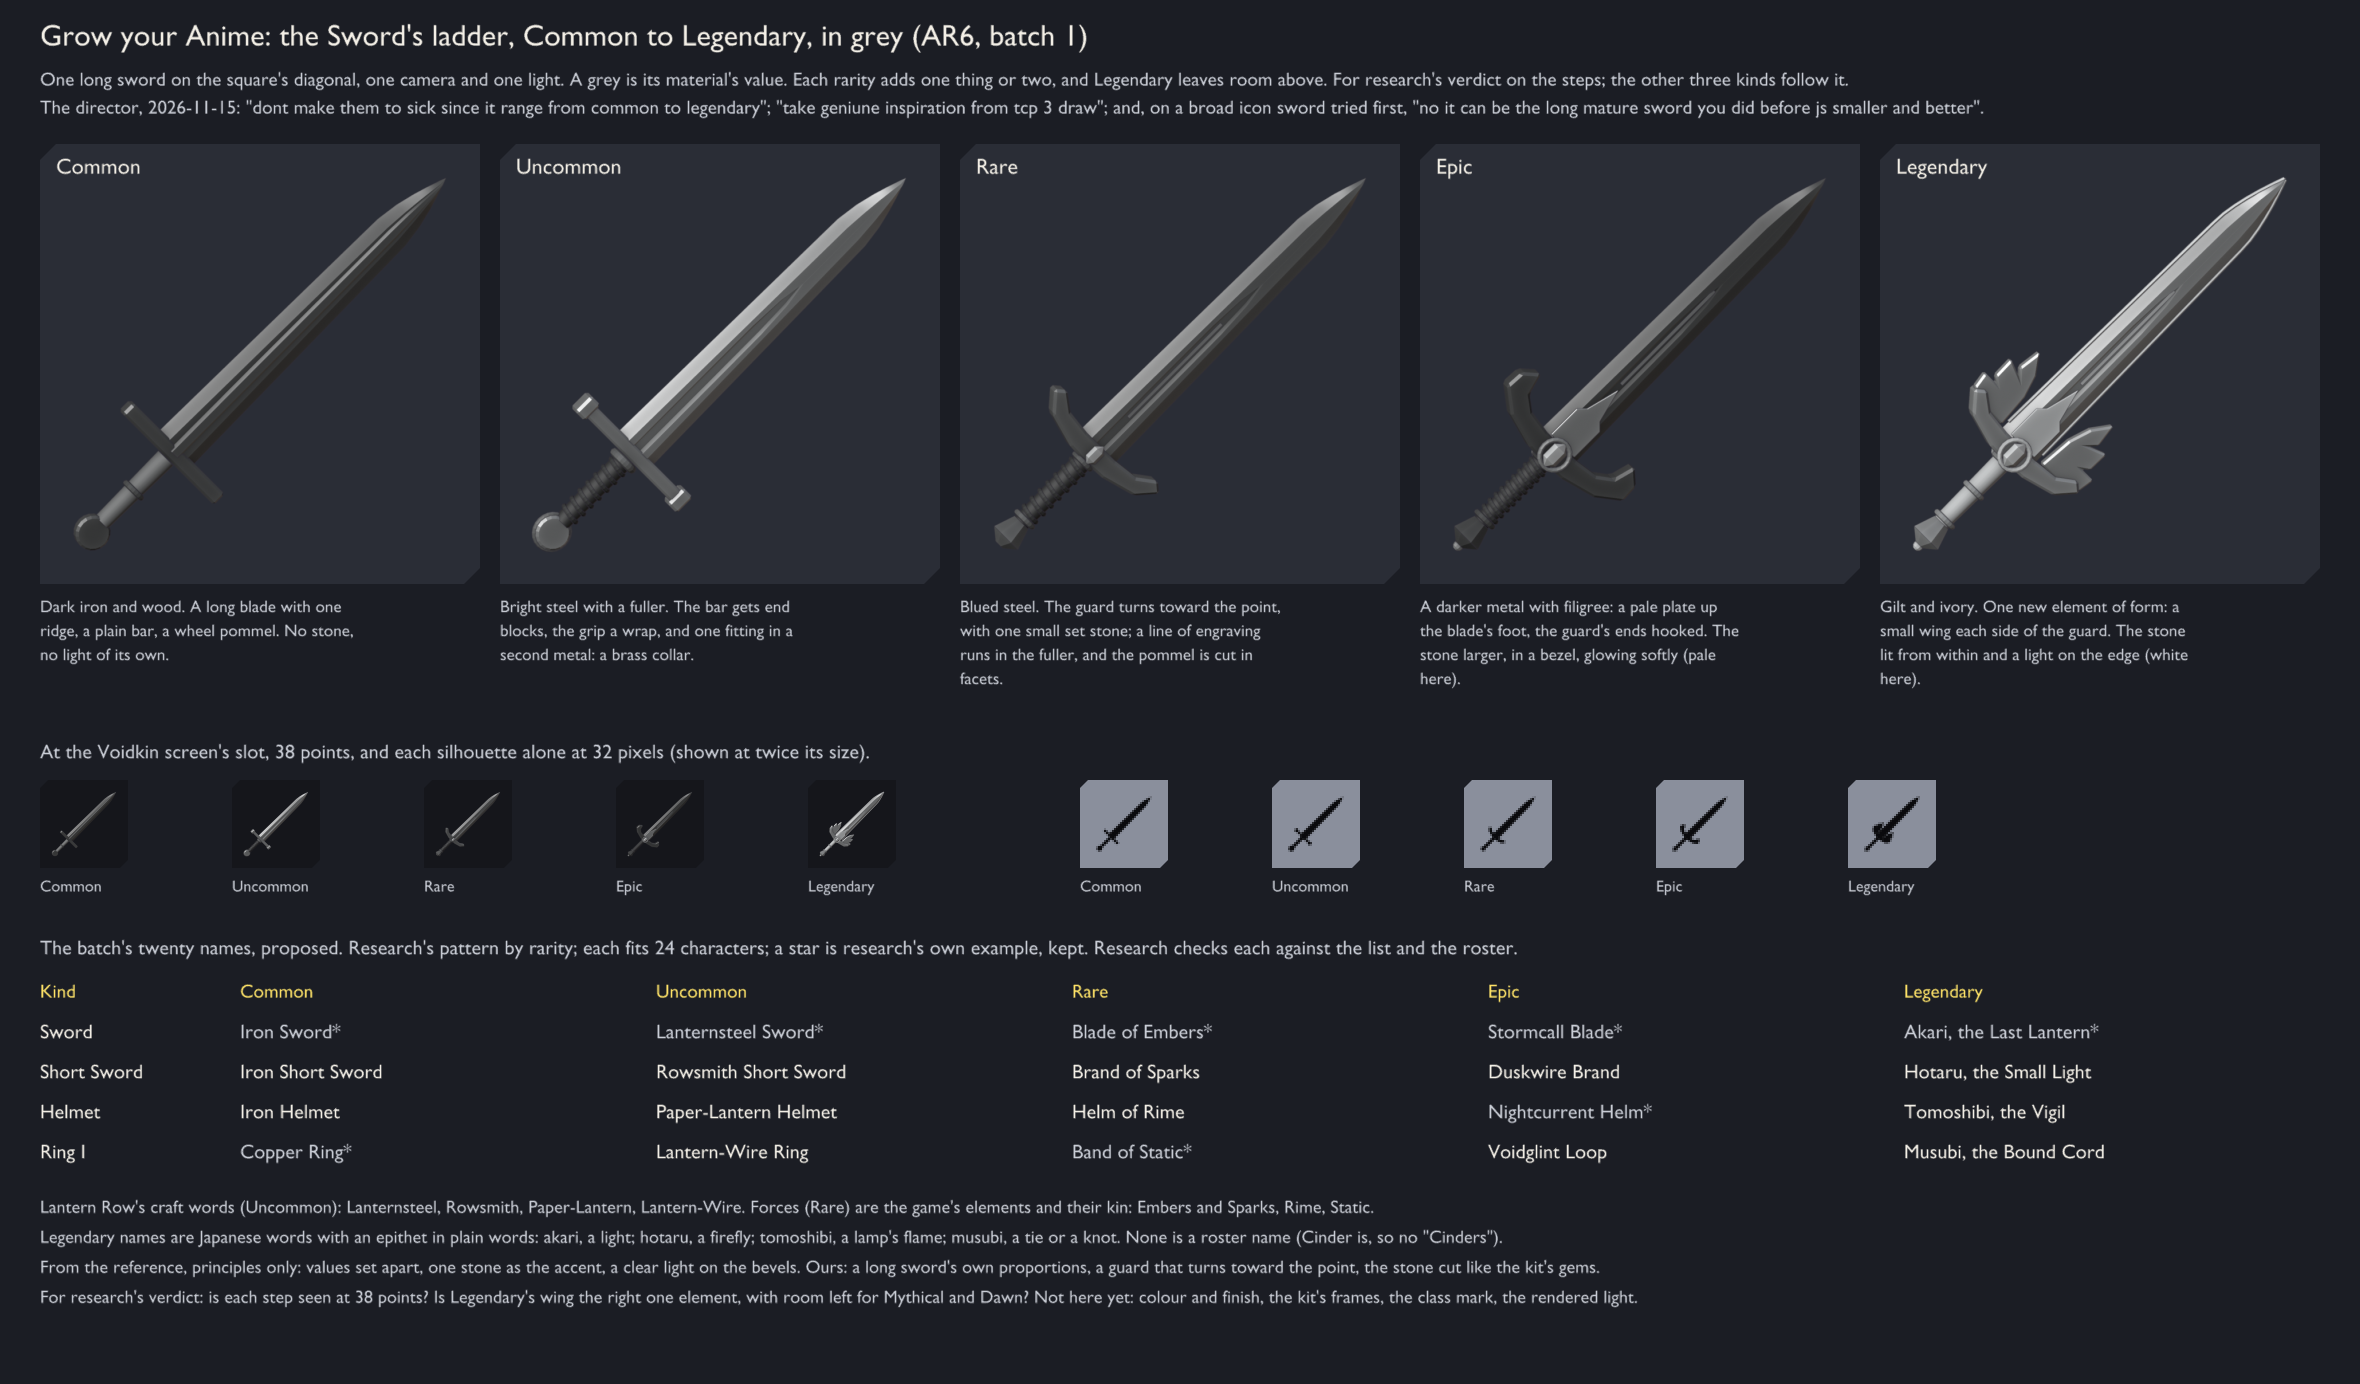 Grow your Anime: the Sword's ladder, Common to Legendary, in grey (AR6, batch 1)
One long sword on the square's diagonal, one camera and one light. A grey is its material's value. Each rarity adds one thing or two, and Legendary leaves room above. For research's verdict on the steps; the other three kinds follow it.
The director, 2026-11-15: "dont make them to sick since it range from common to legendary"; "take geniune inspiration from tcp 3 draw"; and, on a broad icon sword tried first, "no it can be the long mature sword you did before js smaller and better".
Common
Uncommon
Rare
Epic
Legendary
Dark iron and wood. A long blade with one
ridge, a plain bar, a wheel pommel. No stone,
no light of its own.
Bright steel with a fuller. The bar gets end
blocks, the grip a wrap, and one fitting in a
second metal: a brass collar.
Blued steel. The guard turns toward the point,
with one small set stone; a line of engraving
runs in the fuller, and the pommel is cut in
facets.
A darker metal with filigree: a pale plate up
the blade's foot, the guard's ends hooked. The
stone larger, in a bezel, glowing softly (pale
here).
Gilt and ivory. One new element of form: a
small wing each side of the guard. The stone
lit from within and a light on the edge (white
here).
At the Voidkin screen's slot, 38 points, and each silhouette alone at 32 pixels (shown at twice its size).
Common
Uncommon
Rare
Epic
Legendary
Common
Uncommon
Rare
Epic
Legendary
The batch's twenty names, proposed. Research's pattern by rarity; each fits 24 characters; a star is research's own example, kept. Research checks each against the list and the roster.
Kind Common Uncommon Rare Epic Legendary
Sword Iron Sword* Lanternsteel Sword* Blade of Embers* Stormcall Blade* Akari, the Last Lantern*
Short Sword Iron Short Sword Rowsmith Short Sword Brand of Sparks Duskwire Brand Hotaru, the Small Light
Helmet Iron Helmet Paper-Lantern Helmet Helm of Rime Nightcurrent Helm* Tomoshibi, the Vigil
Ring I Copper Ring* Lantern-Wire Ring Band of Static* Voidglint Loop Musubi, the Bound Cord
Lantern Row's craft words (Uncommon): Lanternsteel, Rowsmith, Paper-Lantern, Lantern-Wire. Forces (Rare) are the game's elements and their kin: Embers and Sparks, Rime, Static.
Legendary names are Japanese words with an epithet in plain words: akari, a light; hotaru, a firefly; tomoshibi, a lamp's flame; musubi, a tie or a knot. None is a roster name (Cinder is, so no "Cinders").
From the reference, principles only: values set apart, one stone as the accent, a clear light on the bevels. Ours: a long sword's own proportions, a guard that turns toward the point, the stone cut like the kit's gems.
For research's verdict: is each step seen at 38 points? Is Legendary's wing the right one element, with room left for Mythical and Dawn? Not here yet: colour and finish, the kit's frames, the class mark, the rendered light.